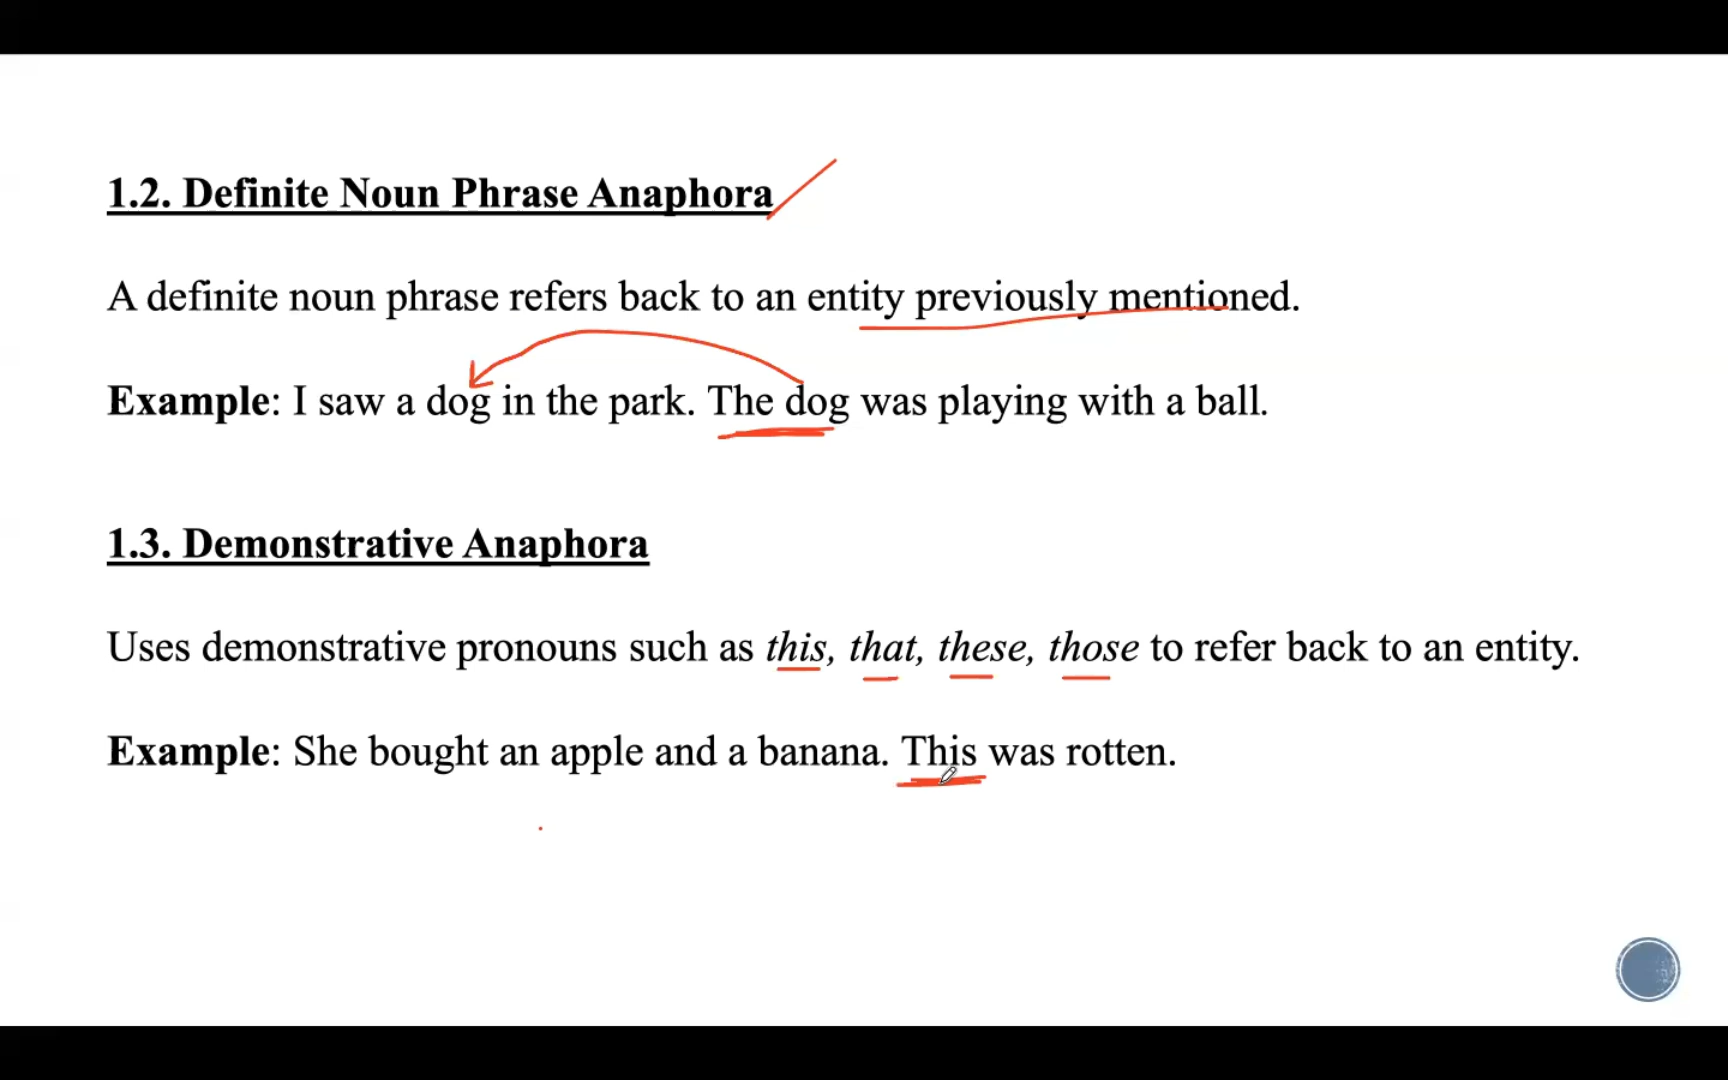 1.2. Definite Noun Phrase Anaphora
A definite noun phrase refers back to an entity previously mentioned.
Example: I saw a dog in the park. The dog was playing with a ball.
1.3. Demonstrative Anaphora
Uses demonstrative pronouns such as this, that, these, those to refer back to an entity.
Example: She bought an apple and a banana. This was rotten.